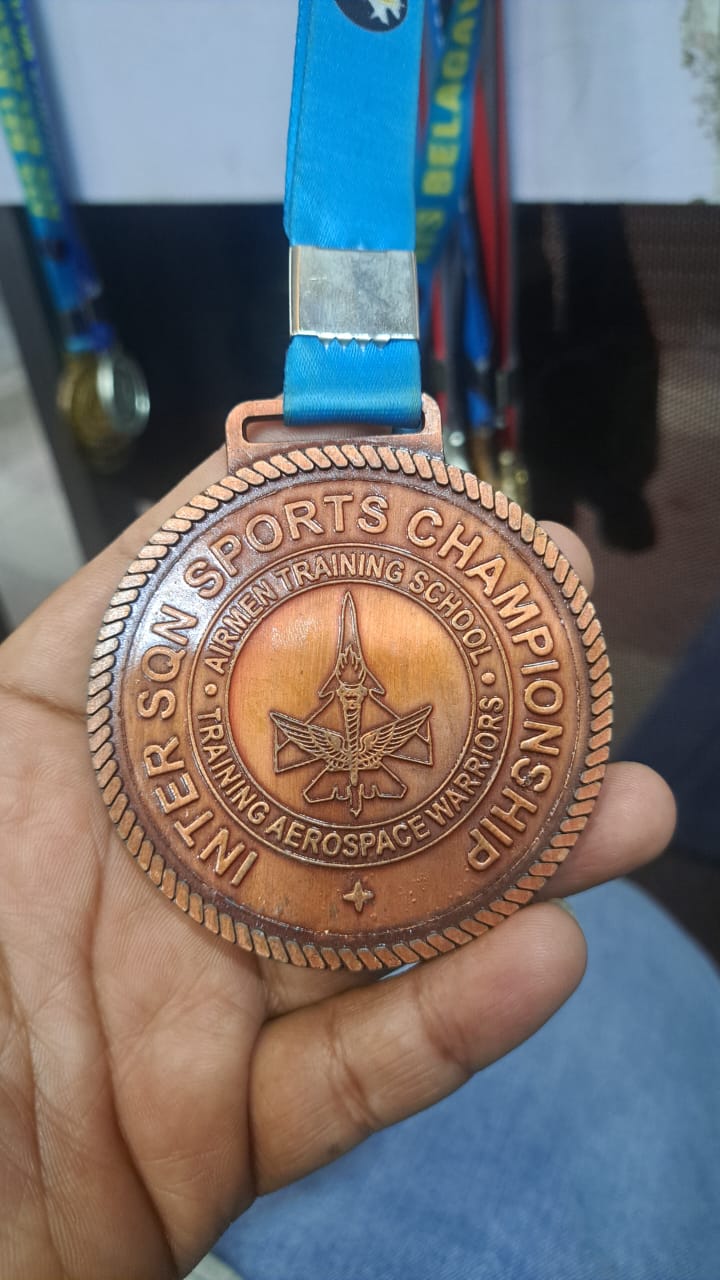 INTER SQN SPORTS CHAMPIONSHIP
AIRMEN TRAINING SCHOOL
TRAINING AEROSPACE WARRIORS